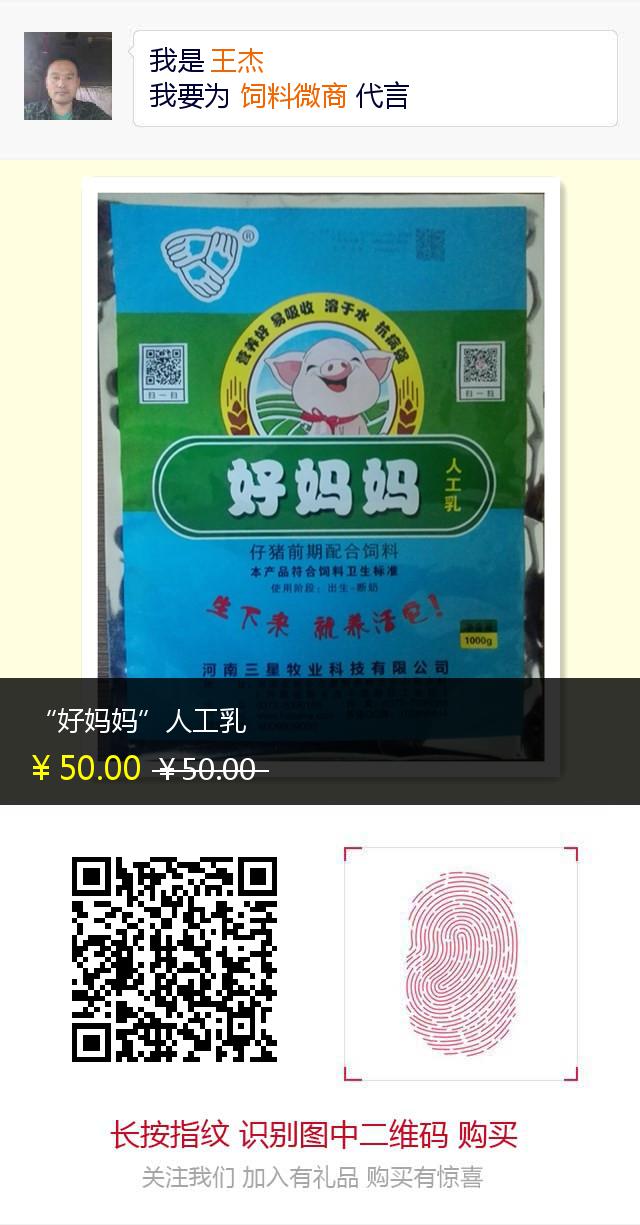 我是 王杰
我要为 饲料微商 代言
®
营养好 易吸收 溶于水 抗病强
扫一扫
扫一扫
好妈妈
人工乳
仔猪前期配合饲料
本产品符合饲料卫生标准
使用阶段：出生-断奶
生下来 就养活它！
1000g
河南三星牧业科技有限公司
“好妈妈” 人工乳
¥ 50.00 ¥ 50.00
长按指纹 识别图中二维码 购买
关注我们 加入有礼品 购买有惊喜